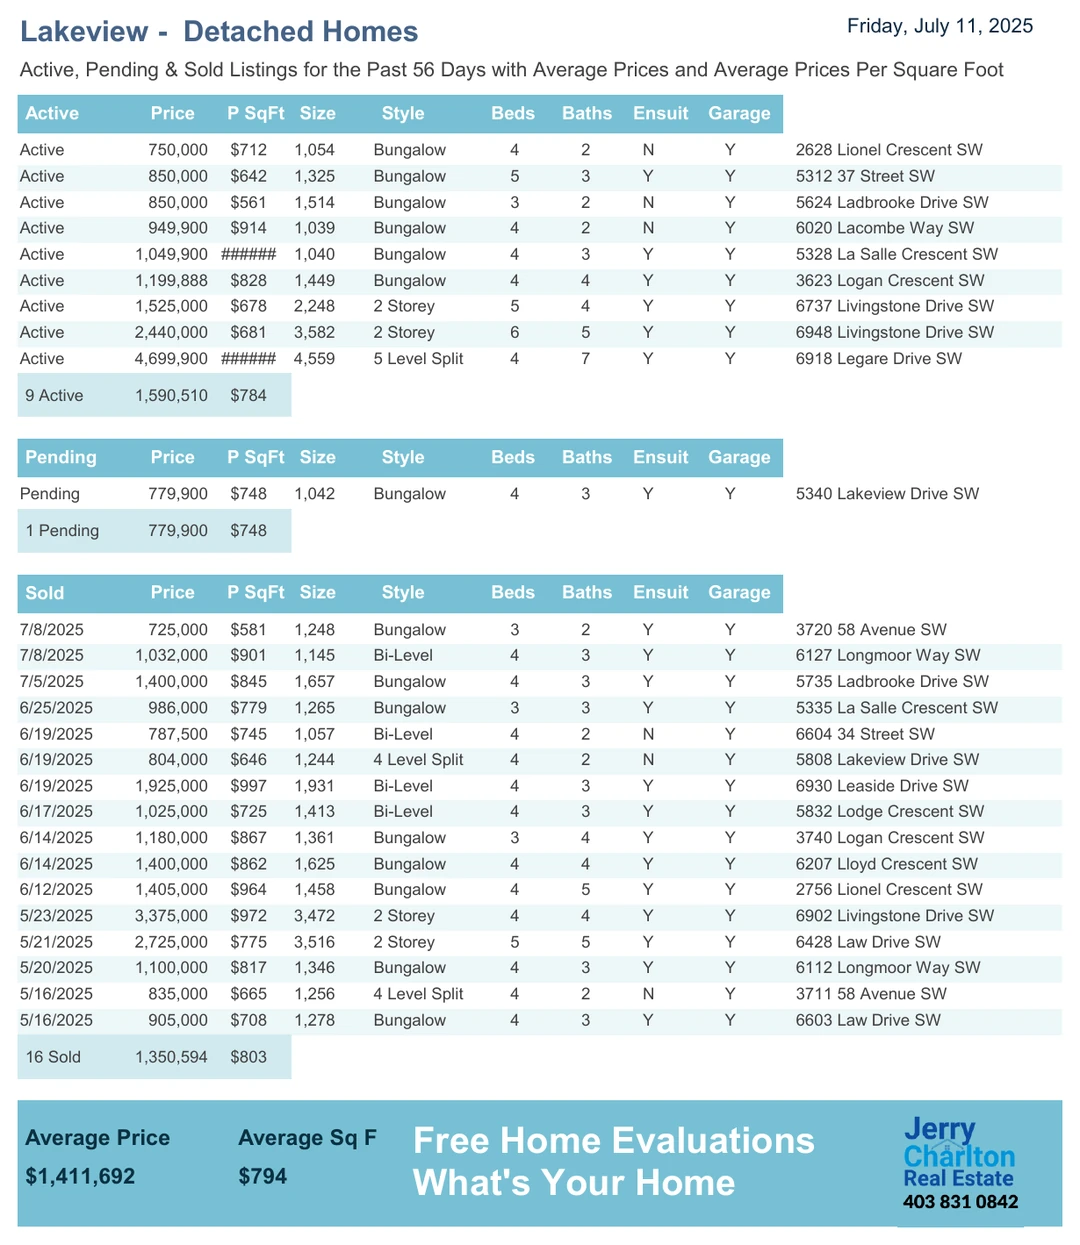 Lakeview - Detached Homes
Friday, July 11, 2025
Active, Pending & Sold Listings for the Past 56 Days with Average Prices and Average Prices Per Square Foot
Active Price P SqFt Size Style Beds Baths Ensuit Garage
Active 750,000 $712 1,054 Bungalow 4 2 N Y 2628 Lionel Crescent SW
Active 850,000 $642 1,325 Bungalow 5 3 Y Y 5312 37 Street SW
Active 850,000 $561 1,514 Bungalow 3 2 N Y 5624 Ladbrooke Drive SW
Active 949,900 $914 1,039 Bungalow 4 2 N Y 6020 Lacombe Way SW
Active 1,049,900 ###### 1,040 Bungalow 4 3 Y Y 5328 La Salle Crescent SW
Active 1,199,888 $828 1,449 Bungalow 4 4 Y Y 3623 Logan Crescent SW
Active 1,525,000 $678 2,248 2 Storey 5 4 Y Y 6737 Livingstone Drive SW
Active 2,440,000 $681 3,582 2 Storey 6 5 Y Y 6948 Livingstone Drive SW
Active 4,699,900 ###### 4,559 5 Level Split 4 7 Y Y 6918 Legare Drive SW
9 Active 1,590,510 $784
Pending Price P SqFt Size Style Beds Baths Ensuit Garage
Pending 779,900 $748 1,042 Bungalow 4 3 Y Y 5340 Lakeview Drive SW
1 Pending 779,900 $748
Sold Price P SqFt Size Style Beds Baths Ensuit Garage
7/8/2025 725,000 $581 1,248 Bungalow 3 2 Y Y 3720 58 Avenue SW
7/8/2025 1,032,000 $901 1,145 Bi-Level 4 3 Y Y 6127 Longmoor Way SW
7/5/2025 1,400,000 $845 1,657 Bungalow 4 3 Y Y 5735 Ladbrooke Drive SW
6/25/2025 986,000 $779 1,265 Bungalow 3 3 Y Y 5335 La Salle Crescent SW
6/19/2025 787,500 $745 1,057 Bi-Level 4 2 N Y 6604 34 Street SW
6/19/2025 804,000 $646 1,244 4 Level Split 4 2 N Y 5808 Lakeview Drive SW
6/19/2025 1,925,000 $997 1,931 Bi-Level 4 3 Y Y 6930 Leaside Drive SW
6/17/2025 1,025,000 $725 1,413 Bi-Level 4 3 Y Y 5832 Lodge Crescent SW
6/14/2025 1,180,000 $867 1,361 Bungalow 3 4 Y Y 3740 Logan Crescent SW
6/14/2025 1,400,000 $862 1,625 Bungalow 4 4 Y Y 6207 Lloyd Crescent SW
6/12/2025 1,405,000 $964 1,458 Bungalow 4 5 Y Y 2756 Lionel Crescent SW
5/23/2025 3,375,000 $972 3,472 2 Storey 4 4 Y Y 6902 Livingstone Drive SW
5/21/2025 2,725,000 $775 3,516 2 Storey 5 5 Y Y 6428 Law Drive SW
5/20/2025 1,100,000 $817 1,346 Bungalow 4 3 Y Y 6112 Longmoor Way SW
5/16/2025 835,000 $665 1,256 4 Level Split 4 2 N Y 3711 58 Avenue SW
5/16/2025 905,000 $708 1,278 Bungalow 4 3 Y Y 6603 Law Drive SW
16 Sold 1,350,594 $803
Average Price Average Sq F
$1,411,692 $794
Free Home Evaluations
What's Your Home
Jerry
Charlton
Real Estate
403 831 0842